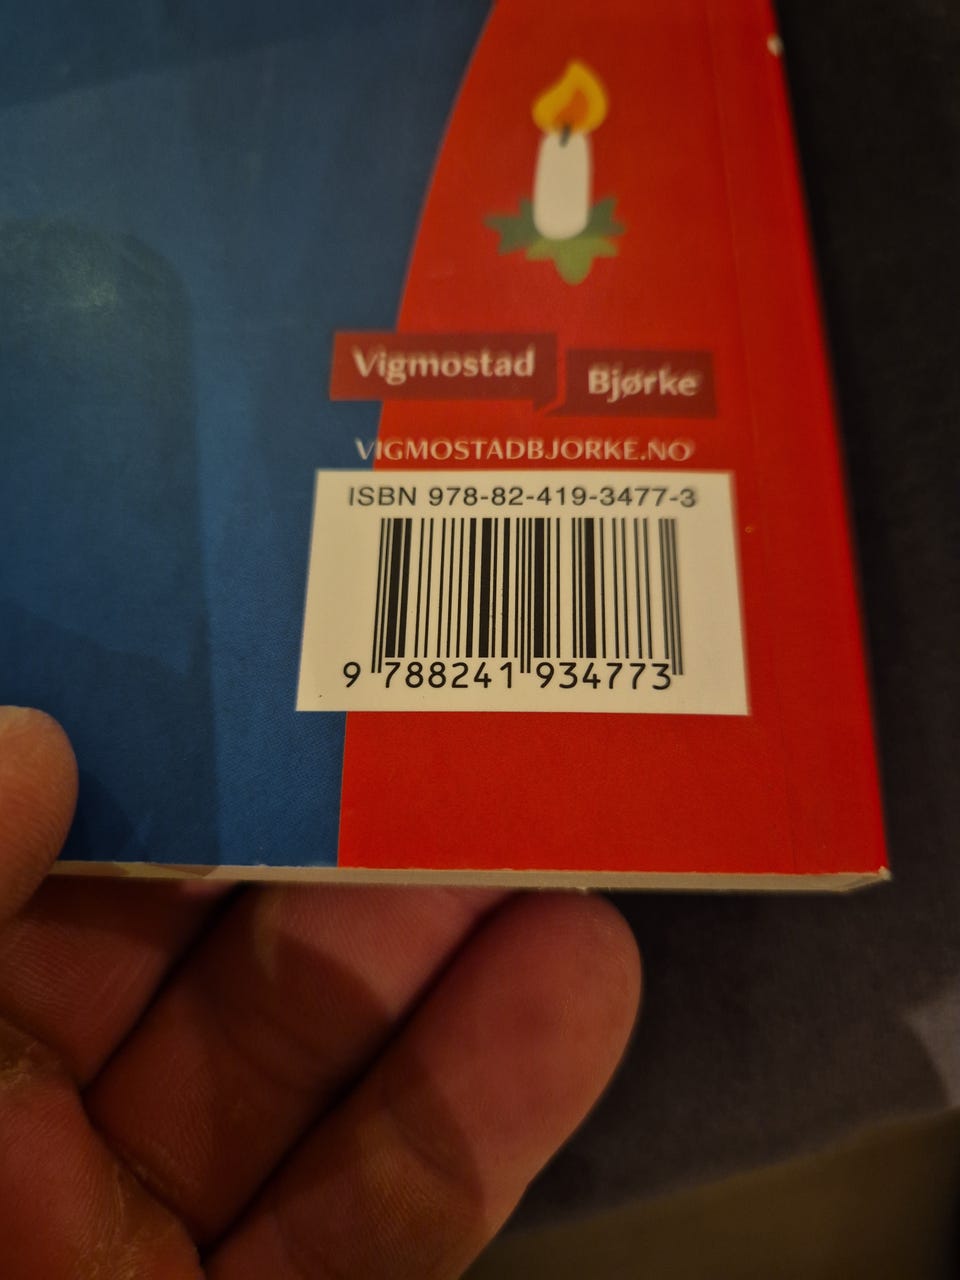 Vigmostad Bjørke
VIGMOSTADBJORKE.NO
ISBN 978-82-419-3477-3
9 788241 934773